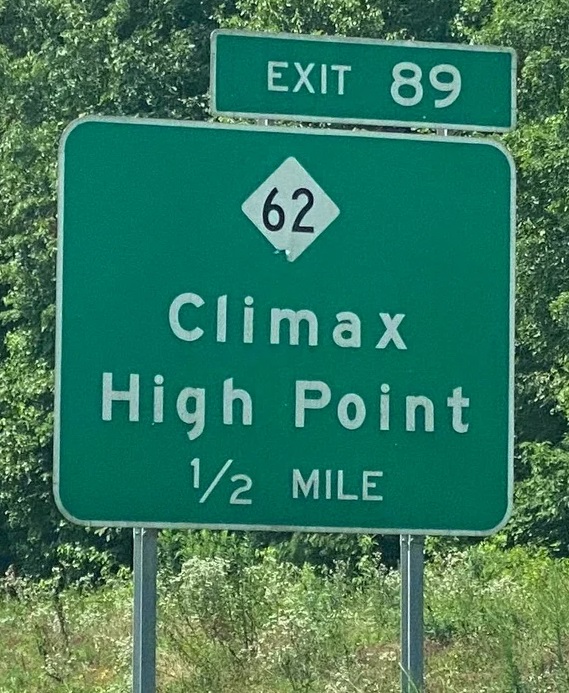 EXIT 89
62
Climax
High Point
1/2 MILE